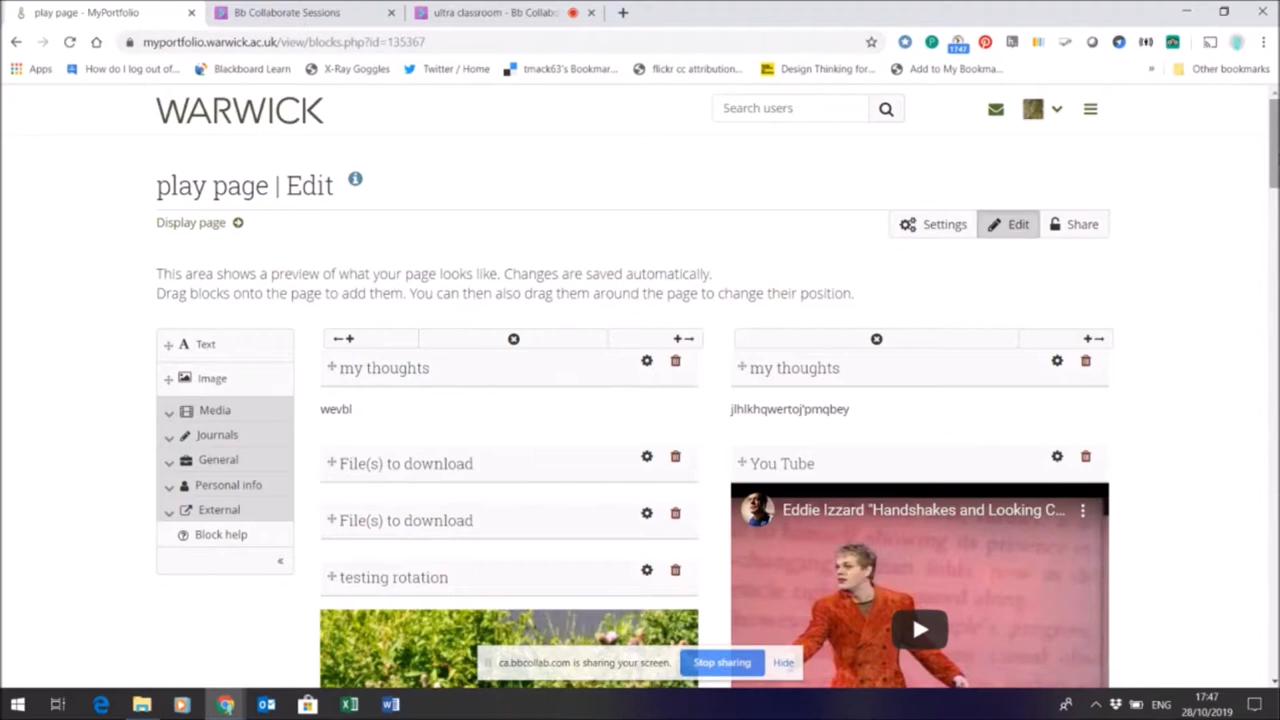 play page - MyPortfolio
Bb Collaborate Sessions
ultra classroom - Bb Collabo
myportfolio.warwick.ac.uk/view/blocks.php?id=135367
1747
Apps
How do I log out of...
Blackboard Learn
X-Ray Goggles
Twitter / Home
tmack63's Bookmar...
flickr cc attribution...
Design Thinking for...
Add to My Bookma...
»
Other bookmarks
WARWICK
Search users
play page | Edit
Display page
Settings
Edit
Share
This area shows a preview of what your page looks like. Changes are saved automatically.
Drag blocks onto the page to add them. You can then also drag them around the page to change their position.
Text
Image
Media
Journals
General
Personal info
External
Block help
«
my thoughts
wevbl
File(s) to download
File(s) to download
testing rotation
my thoughts
jlhlkhqwertoj'pmqbey
You Tube
Eddie Izzard "Handshakes and Looking C...
ca.bbcollab.com is sharing your screen.
Stop sharing
Hide
ENG
17:47
28/10/2019